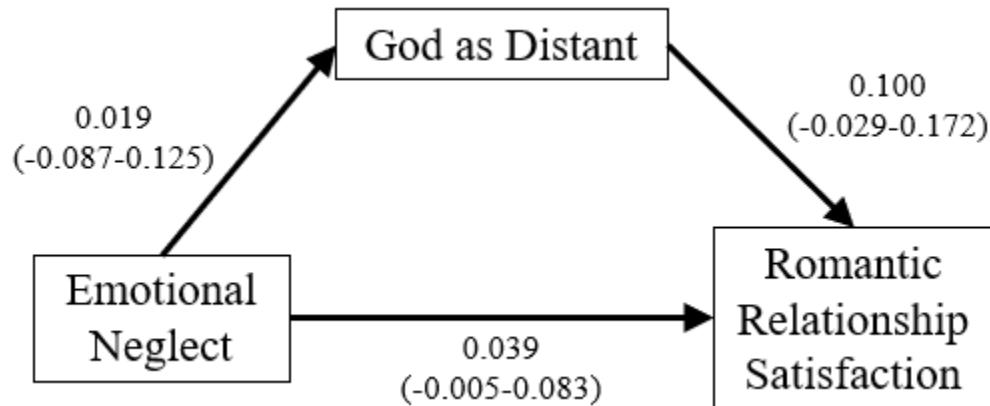 God as Distant
0.019
(-0.087-0.125)
0.100
(-0.029-0.172)
Emotional
Neglect
0.039
(-0.005-0.083)
Romantic
Relationship
Satisfaction